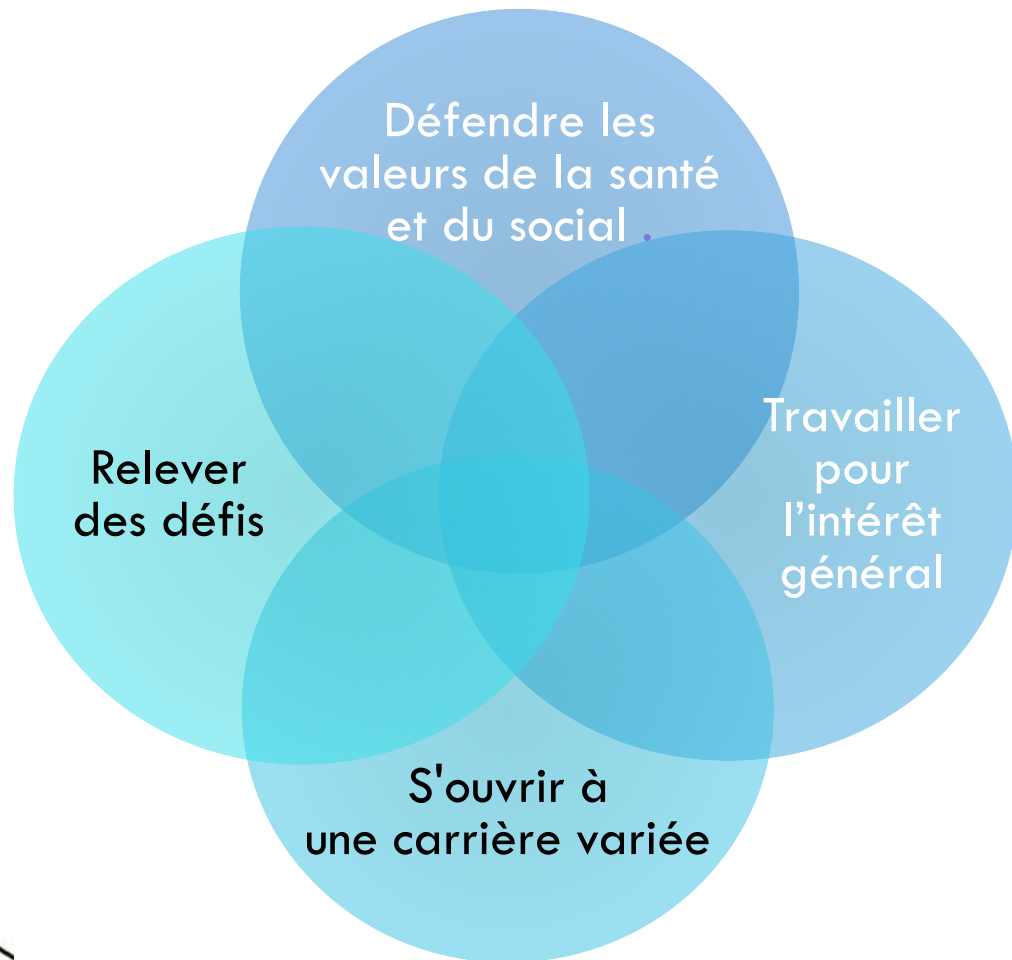 Défendre les
valeurs de la santé
et du social .
Travailler
pour
l'intérêt
général
Relever
des défis
S'ouvrir à
une carrière variée